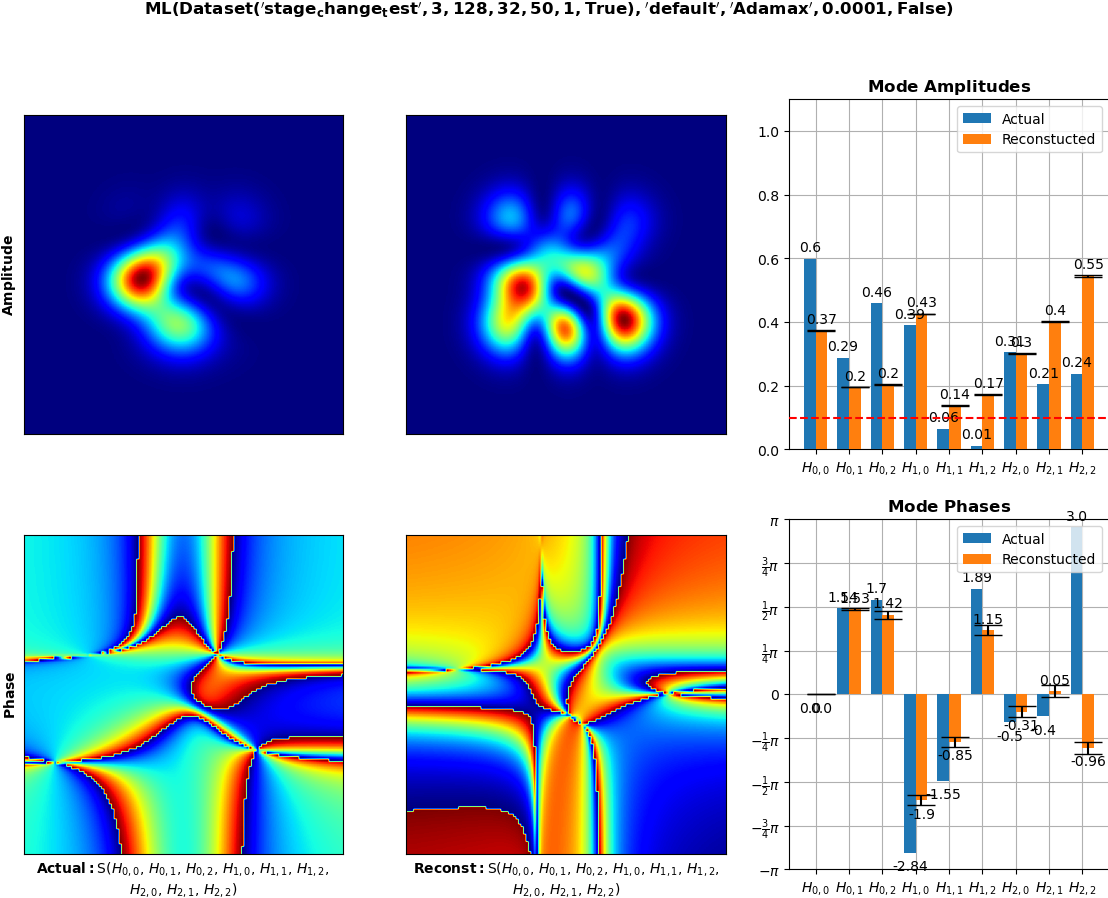 ML(Dataset('stage_change_test', 3, 128, 32, 50, 1, True), 'default', 'Adamax', 0.0001, False)
Amplitude
Mode Amplitudes
Actual
Reconstucted
1.0
0.8
0.6
0.4
0.2
0.0
0.6
0.37
0.29
0.2
0.46
0.2
0.39
0.43
0.06
0.14
0.01
0.17
0.31
0.3
0.21
0.4
0.24
0.55
H0,0 H0,1 H0,2 H1,0 H1,1 H1,2 H2,0 H2,1 H2,2
Phase
Actual: S(H0,0, H0,1, H0,2, H1,0, H1,1, H1,2,
H2,0, H2,1, H2,2)
Reconst: S(H0,0, H0,1, H0,2, H1,0, H1,1, H1,2,
H2,0, H2,1, H2,2)
Mode Phases
Actual
Reconstucted
π
3/4π
1/2π
1/4π
0
−1/4π
−1/2π
−3/4π
−π
0.0
0.0
1.54
1.53
1.7
1.42
-2.84
-1.9
-1.55
-0.85
1.89
1.15
-0.5
-0.31
-0.4
0.05
3.0
-0.96
H0,0 H0,1 H0,2 H1,0 H1,1 H1,2 H2,0 H2,1 H2,2